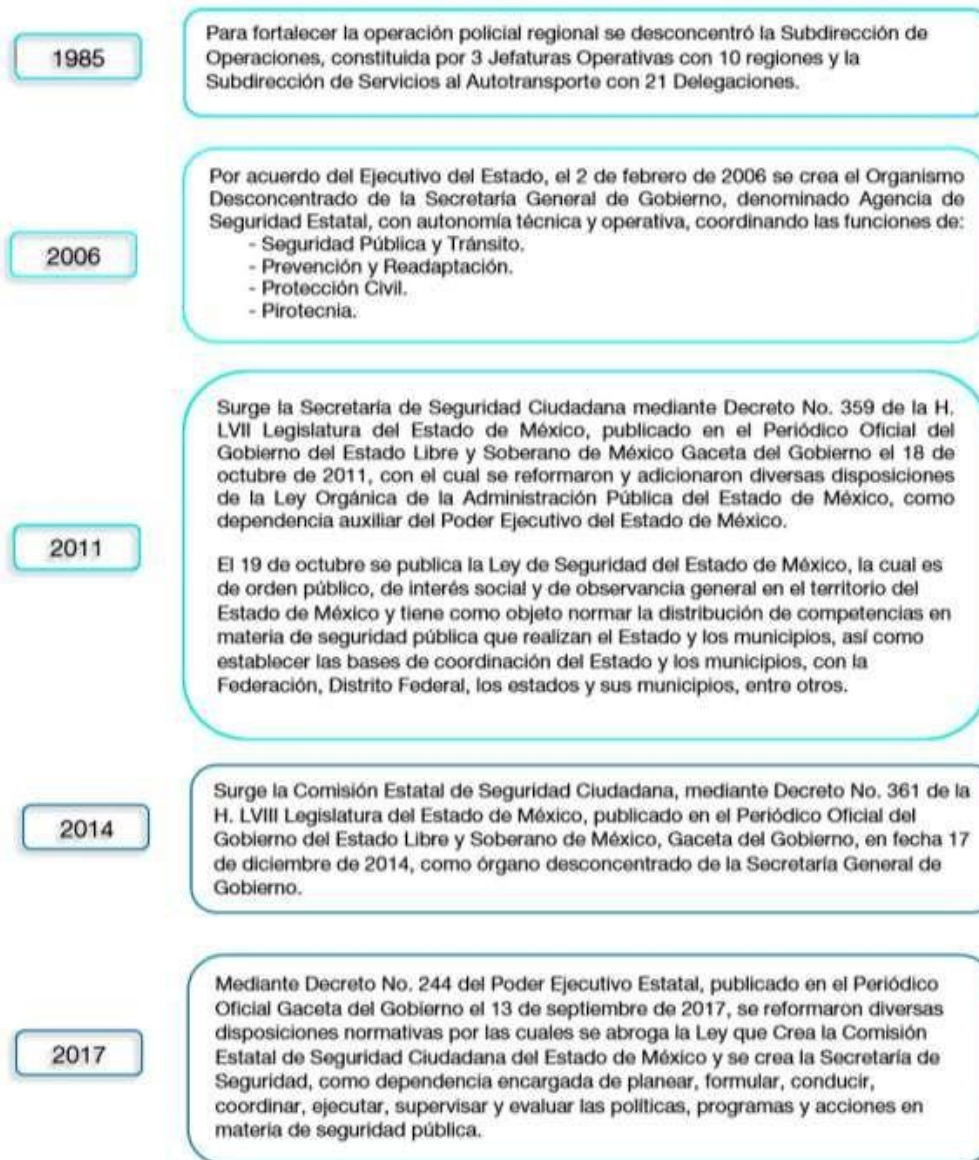 1985
Para fortalecer la operación policial regional se desconcentró la Subdirección de
Operaciones, constituida por 3 Jefaturas Operativas con 10 regiones y la
Subdirección de Servicios al Autotransporte con 21 Delegaciones.
2006
Por acuerdo del Ejecutivo del Estado, el 2 de febrero de 2006 se crea el Organismo
Desconcentrado de la Secretaría General de Gobierno, denominado Agencia de
Seguridad Estatal, con autonomía técnica y operativa, coordinando las funciones de:
- Seguridad Pública y Tránsito.
- Prevención y Readaptación.
- Protección Civil.
- Pirotecnia.
2011
Surge la Secretaría de Seguridad Ciudadana mediante Decreto No. 359 de la H.
LVII Legislatura del Estado de México, publicado en el Periódico Oficial del
Gobierno del Estado Libre y Soberano de México Gaceta del Gobierno el 18 de
octubre de 2011, con el cual se reformaron y adicionaron diversas disposiciones
de la Ley Orgánica de la Administración Pública del Estado de México, como
dependencia auxiliar del Poder Ejecutivo del Estado de México.
El 19 de octubre se publica la Ley de Seguridad del Estado de México, la cual es
de orden público, de interés social y de observancia general en el territorio del
Estado de México y tiene como objeto normar la distribución de competencias en
materia de seguridad pública que realizan el Estado y los municipios, así como
establecer las bases de coordinación del Estado y los municipios, con la
Federación, Distrito Federal, los estados y sus municipios, entre otros.
2014
Surge la Comisión Estatal de Seguridad Ciudadana, mediante Decreto No. 361 de la
H. LVIII Legislatura del Estado de México, publicado en el Periódico Oficial del
Gobierno del Estado Libre y Soberano de México, Gaceta del Gobierno, en fecha 17
de diciembre de 2014, como órgano desconcentrado de la Secretaría General de
Gobierno.
2017
Mediante Decreto No. 244 del Poder Ejecutivo Estatal, publicado en el Periódico
Oficial Gaceta del Gobierno el 13 de septiembre de 2017, se reformaron diversas
disposiciones normativas por las cuales se abroga la Ley que Crea la Comisión
Estatal de Seguridad Ciudadana del Estado de México y se crea la Secretaría de
Seguridad, como dependencia encargada de planear, formular, conducir,
coordinar, ejecutar, supervisar y evaluar las políticas, programas y acciones en
materia de seguridad pública.